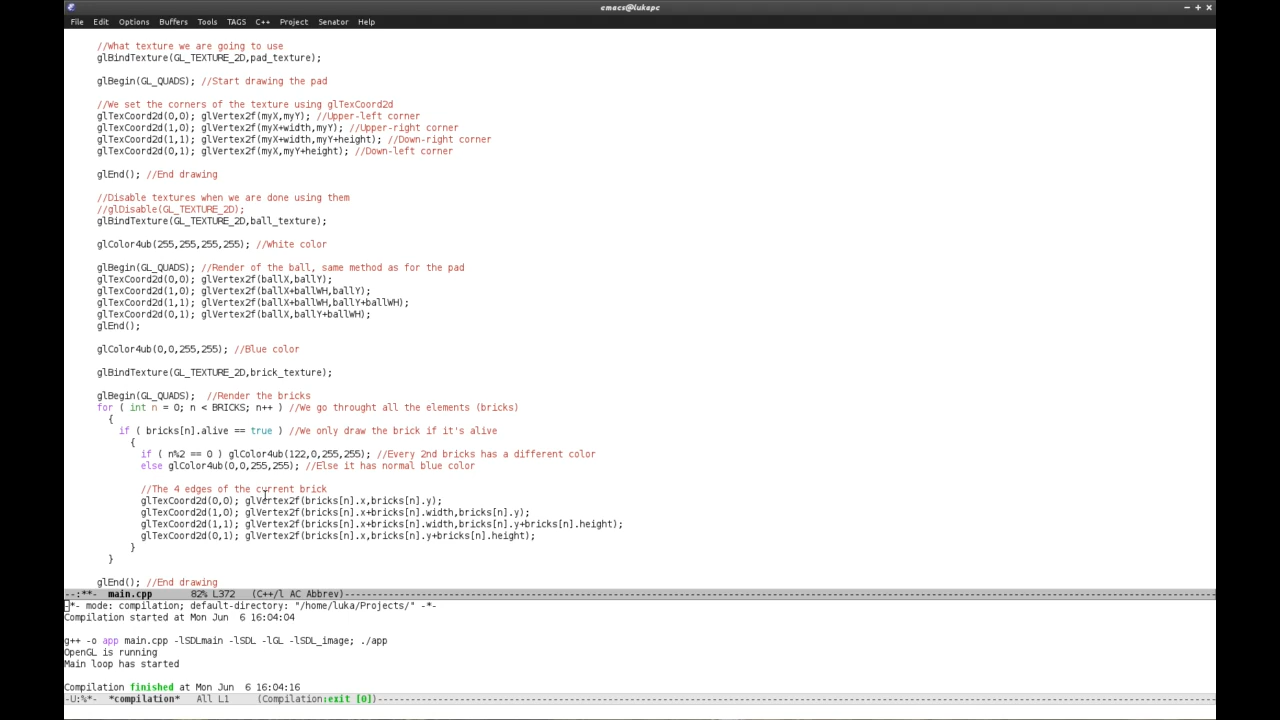 emacs@lukapc
File Edit Options Buffers Tools TAGS C++ Project Senator Help
//What texture we are going to use
glBindTexture(GL_TEXTURE_2D,pad_texture);
glBegin(GL_QUADS); //Start drawing the pad
//We set the corners of the texture using glTexCoord2d
glTexCoord2d(0,0); glVertex2f(myX,myY); //Upper-left corner
glTexCoord2d(1,0); glVertex2f(myX+width,myY); //Upper-right corner
glTexCoord2d(1,1); glVertex2f(myX+width,myY+height); //Down-right corner
glTexCoord2d(0,1); glVertex2f(myX,myY+height); //Down-left corner
glEnd(); //End drawing
//Disable textures when we are done using them
//glDisable(GL_TEXTURE_2D);
glBindTexture(GL_TEXTURE_2D,ball_texture);
glColor4ub(255,255,255,255); //White color
glBegin(GL_QUADS); //Render of the ball, same method as for the pad
glTexCoord2d(0,0); glVertex2f(ballX,ballY);
glTexCoord2d(1,0); glVertex2f(ballX+ballWH,ballY);
glTexCoord2d(1,1); glVertex2f(ballX+ballWH,ballY+ballWH);
glTexCoord2d(0,1); glVertex2f(ballX,ballY+ballWH);
glEnd();
glColor4ub(0,0,255,255); //Blue color
glBindTexture(GL_TEXTURE_2D,brick_texture);
glBegin(GL_QUADS);  //Render the bricks
for ( int n = 0; n < BRICKS; n++ ) //We go throught all the elements (bricks)
{
if ( bricks[n].alive == true ) //We only draw the brick if it's alive
{
if ( n%2 == 0 ) glColor4ub(122,0,255,255); //Every 2nd bricks has a different color
else glColor4ub(0,0,255,255); //Else it has normal blue color
//The 4 edges of the current brick
glTexCoord2d(0,0); glVertex2f(bricks[n].x,bricks[n].y);
glTexCoord2d(1,0); glVertex2f(bricks[n].x+bricks[n].width,bricks[n].y);
glTexCoord2d(1,1); glVertex2f(bricks[n].x+bricks[n].width,bricks[n].y+bricks[n].height);
glTexCoord2d(0,1); glVertex2f(bricks[n].x,bricks[n].y+bricks[n].height);
}
}
glEnd(); //End drawing
--:**-  main.cpp       82% L372   (C++/l AC Abbrev)
-*- mode: compilation; default-directory: "/home/luka/Projects/" -*-
Compilation started at Mon Jun  6 16:04:04
g++ -o app main.cpp -lSDLmain -lSDL -lGL -lSDL_image; ./app
OpenGL is running
Main loop has started
Compilation finished at Mon Jun  6 16:04:16
-U:%*-  *compilation*   All L1     (Compilation:exit [0])